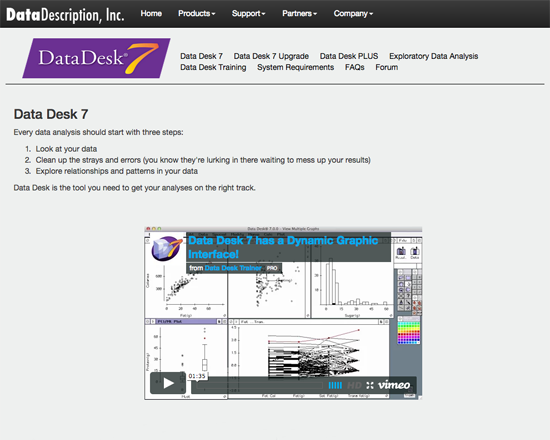 DataDescription, Inc. Home Products Support Partners Company
DataDesk® 7
Data Desk 7 Data Desk 7 Upgrade Data Desk PLUS Exploratory Data Analysis
Data Desk Training System Requirements FAQs Forum
Data Desk 7
Every data analysis should start with three steps:
1. Look at your data
2. Clean up the strays and errors (you know they're lurking in there waiting to mess up your results)
3. Explore relationships and patterns in your data
Data Desk is the tool you need to get your analyses on the right track.
7
Data Desk 7 has a Dynamic Graphic
Interface!
from Data Desk Trainer PRO
01:35
HD vimeo